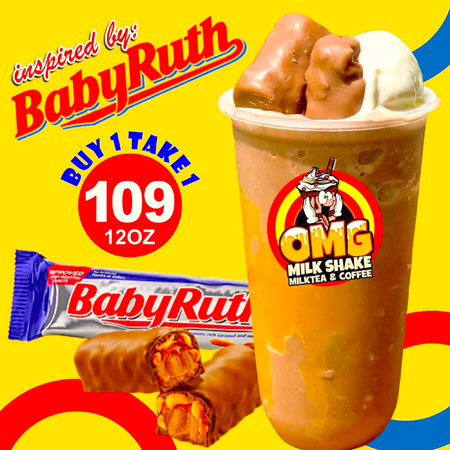 inspired by:
BabyRuth
BUY 1 TAKE 1
109
12OZ
OMG
MILK SHAKE
MILKTEA & COFFEE
IMPROVED
BabyRuth